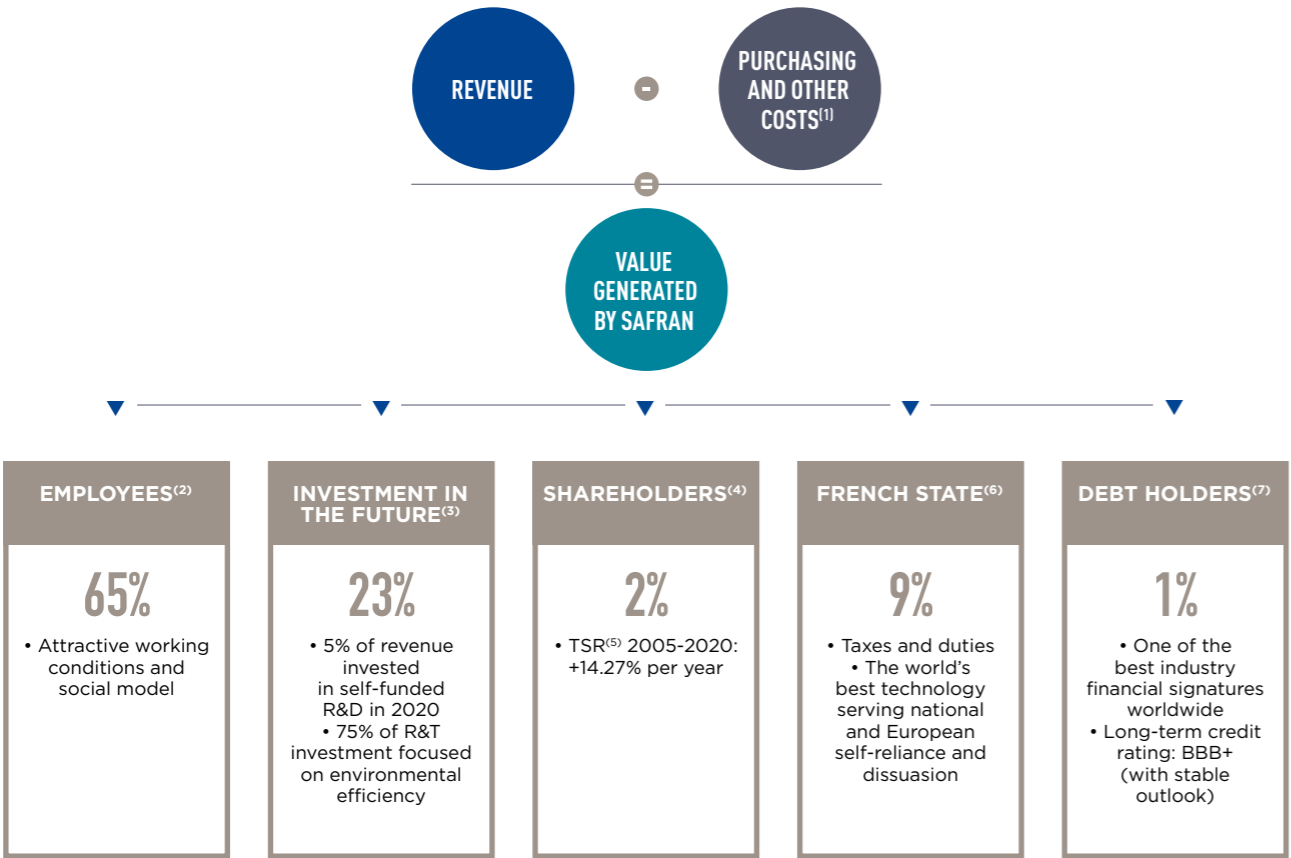 REVENUE
-
PURCHASING
AND OTHER
COSTS(1)
=
VALUE
GENERATED
BY SAFRAN
EMPLOYEES(2)
65%
• Attractive working
conditions and
social model
INVESTMENT IN
THE FUTURE(3)
23%
• 5% of revenue
invested
in self-funded
R&D in 2020
• 75% of R&T
investment focused
on environmental
efficiency
SHAREHOLDERS(4)
2%
• TSR(5) 2005-2020:
+14.27% per year
FRENCH STATE(6)
9%
• Taxes and duties
• The world's
best technology
serving national
and European
self-reliance and
dissuasion
DEBT HOLDERS(7)
1%
• One of the
best industry
financial signatures
worldwide
• Long-term credit
rating: BBB+
(with stable
outlook)